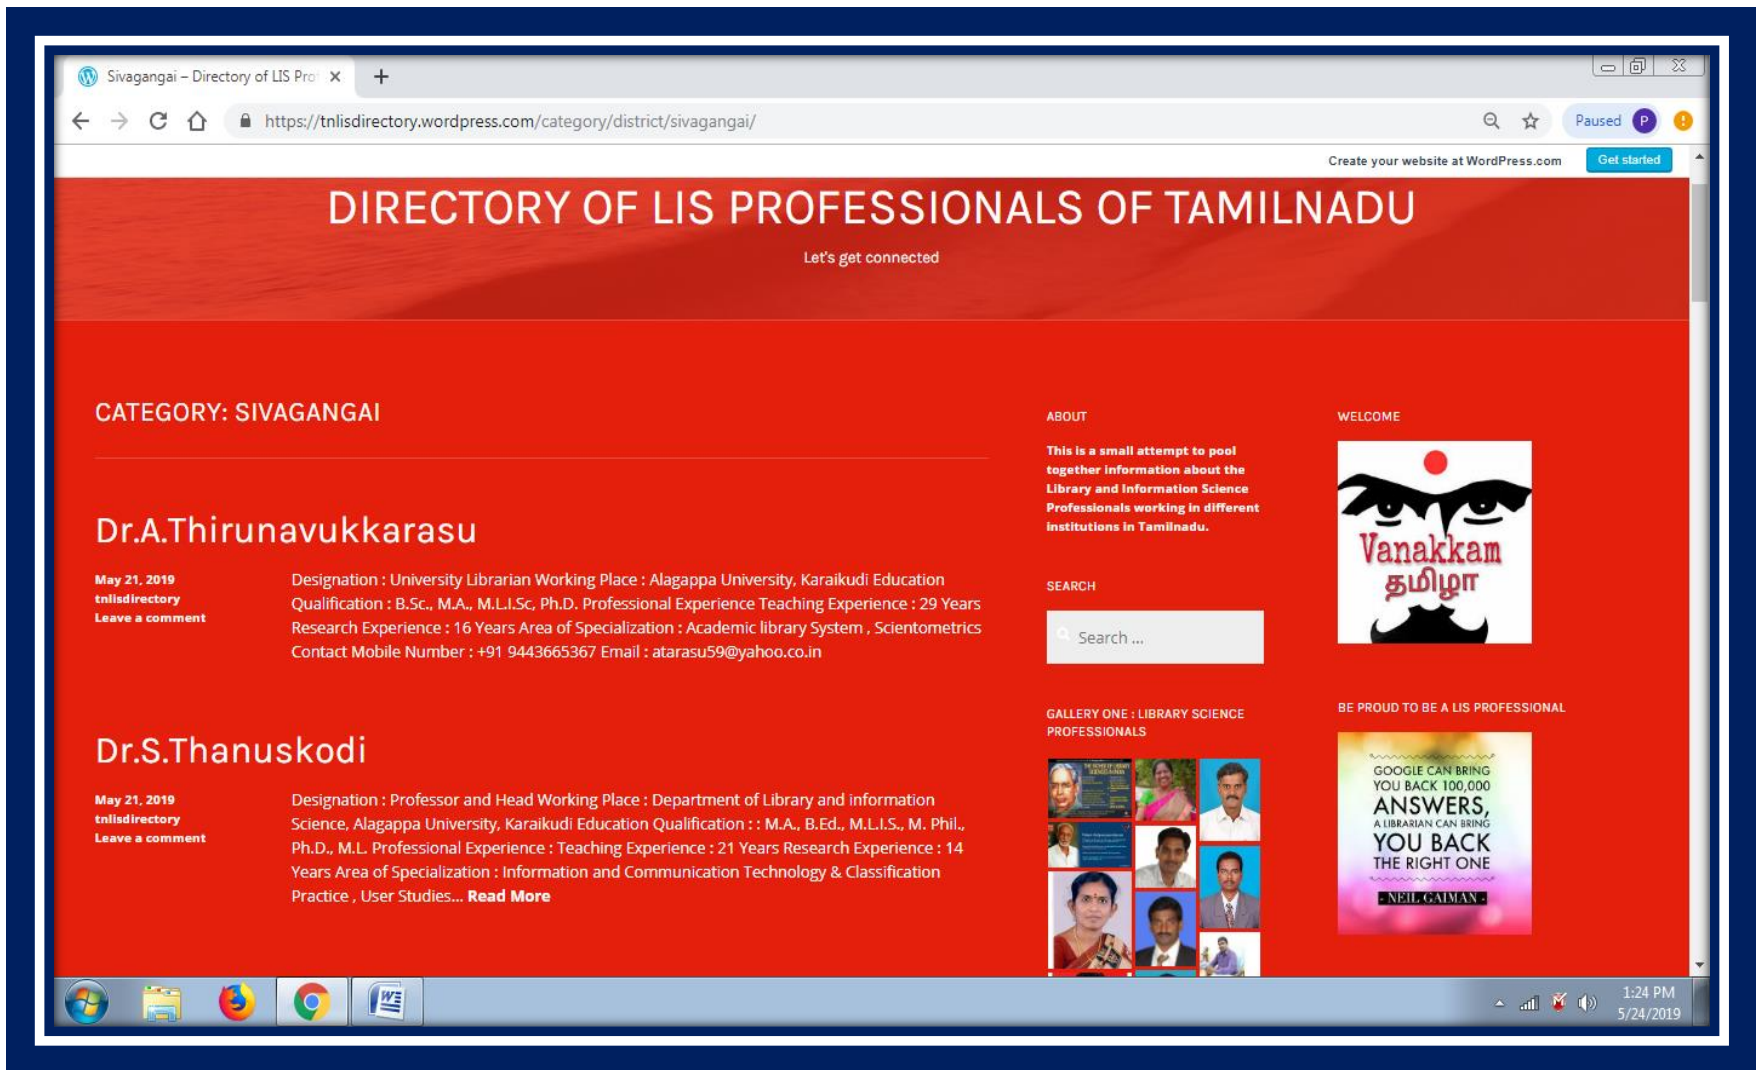 Sivagangai – Directory of LIS Pro
https://tnlisdirectory.wordpress.com/category/district/sivagangai/
Paused P
Create your website at WordPress.com
Get started
DIRECTORY OF LIS PROFESSIONALS OF TAMILNADU
Let's get connected
CATEGORY: SIVAGANGAI
Dr.A.Thirunavukkarasu
May 21, 2019
tnlisdirectory
Leave a comment
Designation : University Librarian Working Place : Alagappa University, Karaikudi Education
Qualification : B.Sc., M.A., M.L.I.Sc, Ph.D. Professional Experience Teaching Experience : 29 Years
Research Experience : 16 Years Area of Specialization : Academic library System , Scientometrics
Contact Mobile Number : +91 9443665367 Email : atarasu59@yahoo.co.in
Dr.S.Thanuskodi
May 21, 2019
tnlisdirectory
Leave a comment
Designation : Professor and Head Working Place : Department of Library and information
Science, Alagappa University, Karaikudi Education Qualification : : M.A., B.Ed., M.L.I.S., M. Phil.,
Ph.D., M.L. Professional Experience : Teaching Experience : 21 Years Research Experience : 14
Years Area of Specialization : Information and Communication Technology & Classification
Practice , User Studies... Read More
ABOUT
This is a small attempt to pool
together information about the
Library and Information Science
Professionals working in different
institutions in Tamilnadu.
SEARCH
Search ...
GALLERY ONE : LIBRARY SCIENCE
PROFESSIONALS
WELCOME
Vanakkam
தமிழா
BE PROUD TO BE A LIS PROFESSIONAL
GOOGLE CAN BRING
YOU BACK 100,000
ANSWERS,
A LIBRARIAN CAN BRING
YOU BACK
THE RIGHT ONE
- NEIL GAIMAN -
1:24 PM
5/24/2019